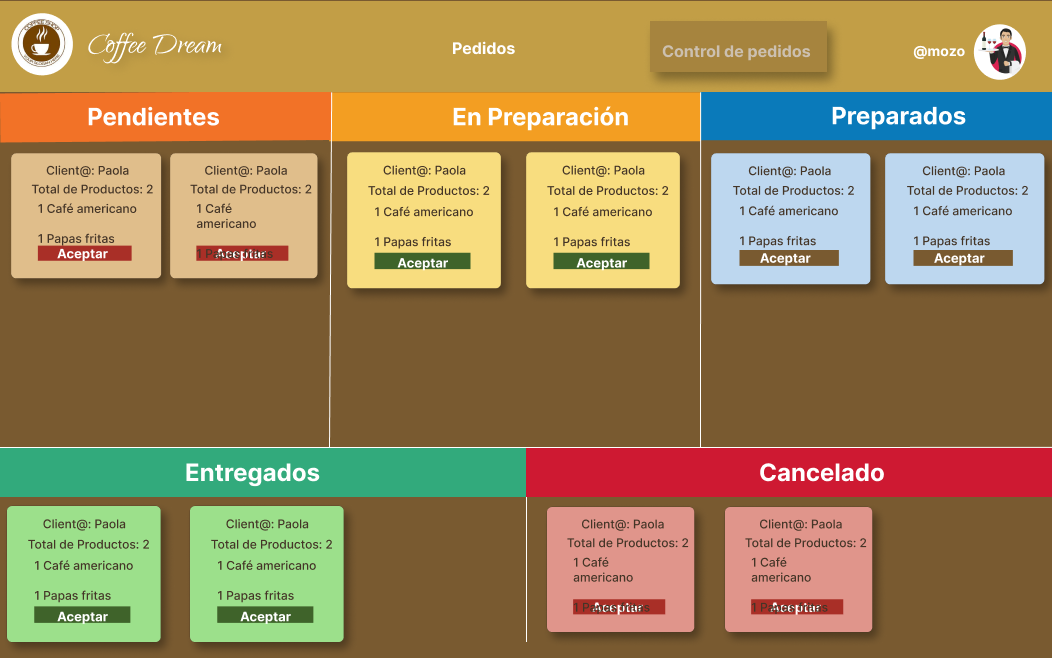 COFFEE SHOP
Coffee Dream
Pedidos
Control de pedidos
@mozo
Pendientes
En Preparación
Preparados
Client@: Paola
Total de Productos: 2
1 Café americano
1 Papas fritas
Aceptar
Client@: Paola
Total de Productos: 2
1 Café
americano
1 Papas fritas
Aceptar
Client@: Paola
Total de Productos: 2
1 Café americano
1 Papas fritas
Aceptar
Client@: Paola
Total de Productos: 2
1 Café americano
1 Papas fritas
Aceptar
Client@: Paola
Total de Productos: 2
1 Café americano
1 Papas fritas
Aceptar
Client@: Paola
Total de Productos: 2
1 Café americano
1 Papas fritas
Aceptar
Entregados
Cancelado
Client@: Paola
Total de Productos: 2
1 Café americano
1 Papas fritas
Aceptar
Client@: Paola
Total de Productos: 2
1 Café americano
1 Papas fritas
Aceptar
Client@: Paola
Total de Productos: 2
1 Café
americano
1 Papas fritas
Aceptar
Client@: Paola
Total de Productos: 2
1 Café
americano
1 Papas fritas
Aceptar